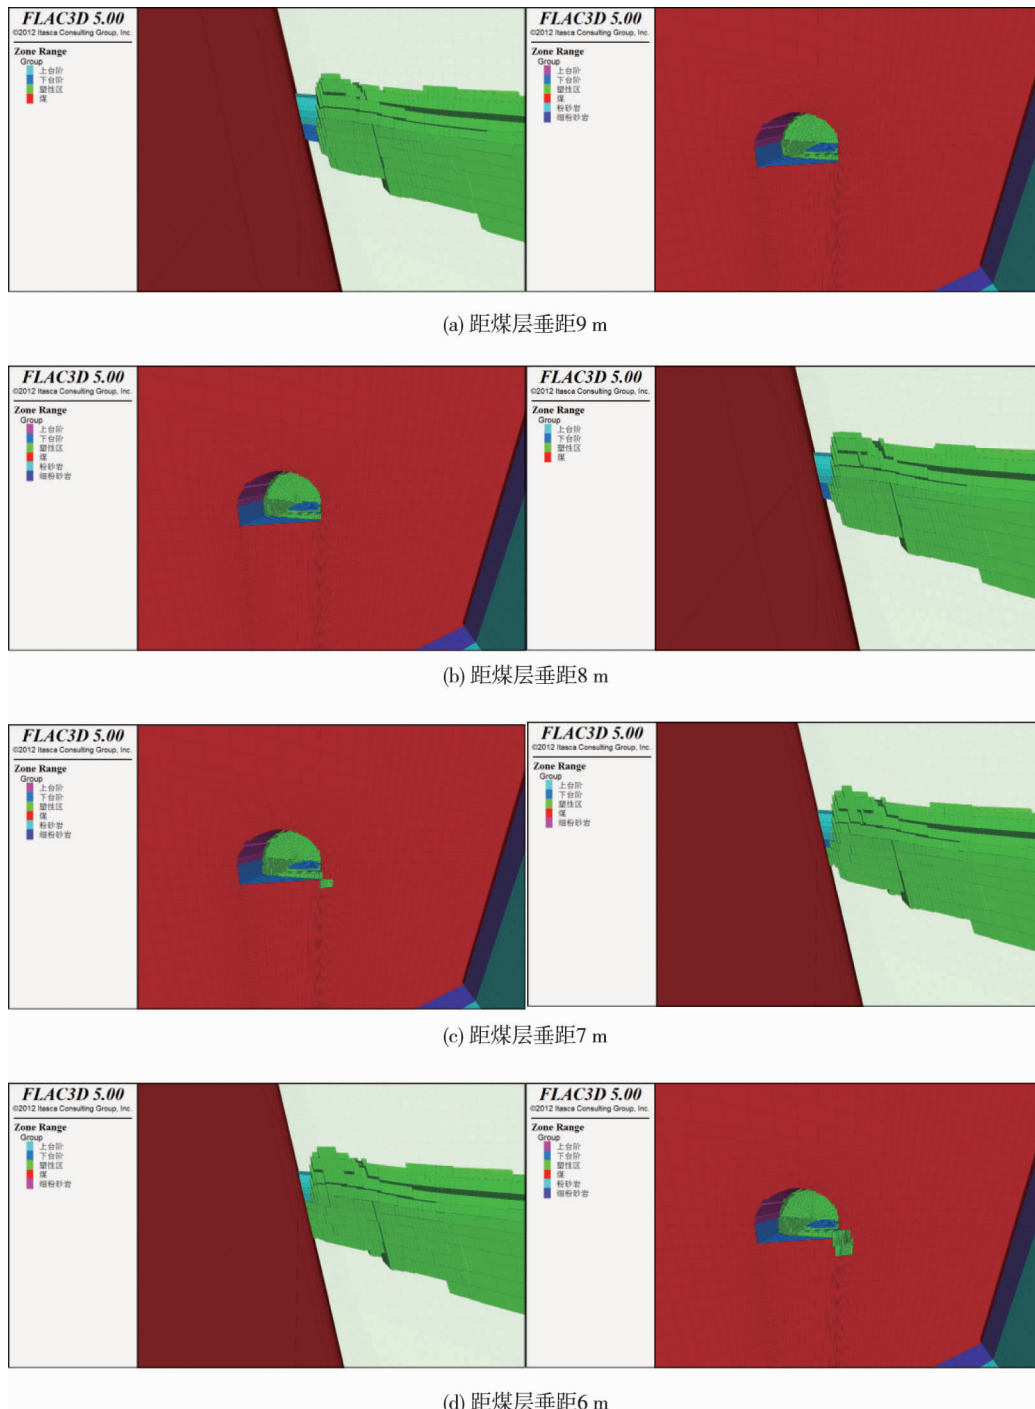 FLAC3D 5.00
©2012 Itasca Consulting Group, Inc.
Zone Range
Group
上台阶
下台阶
塑性区
煤
FLAC3D 5.00
©2012 Itasca Consulting Group, Inc.
Zone Range
Group
上台阶
下台阶
塑性区
煤
粉砂岩
细粉砂岩
(a) 距煤层垂距9 m
FLAC3D 5.00
©2012 Itasca Consulting Group, Inc.
Zone Range
Group
上台阶
下台阶
塑性区
煤
粉砂岩
细粉砂岩
FLAC3D 5.00
©2012 Itasca Consulting Group, Inc.
Zone Range
Group
上台阶
下台阶
塑性区
煤
(b) 距煤层垂距8 m
FLAC3D 5.00
©2012 Itasca Consulting Group, Inc.
Zone Range
Group
上台阶
下台阶
塑性区
煤
粉砂岩
细粉砂岩
FLAC3D 5.00
©2012 Itasca Consulting Group, Inc.
Zone Range
Group
上台阶
下台阶
塑性区
煤
细粉砂岩
(c) 距煤层垂距7 m
FLAC3D 5.00
©2012 Itasca Consulting Group, Inc.
Zone Range
Group
上台阶
下台阶
塑性区
煤
细粉砂岩
FLAC3D 5.00
©2012 Itasca Consulting Group, Inc.
Zone Range
Group
上台阶
下台阶
塑性区
煤
粉砂岩
细粉砂岩
(d) 距煤层垂距6 m